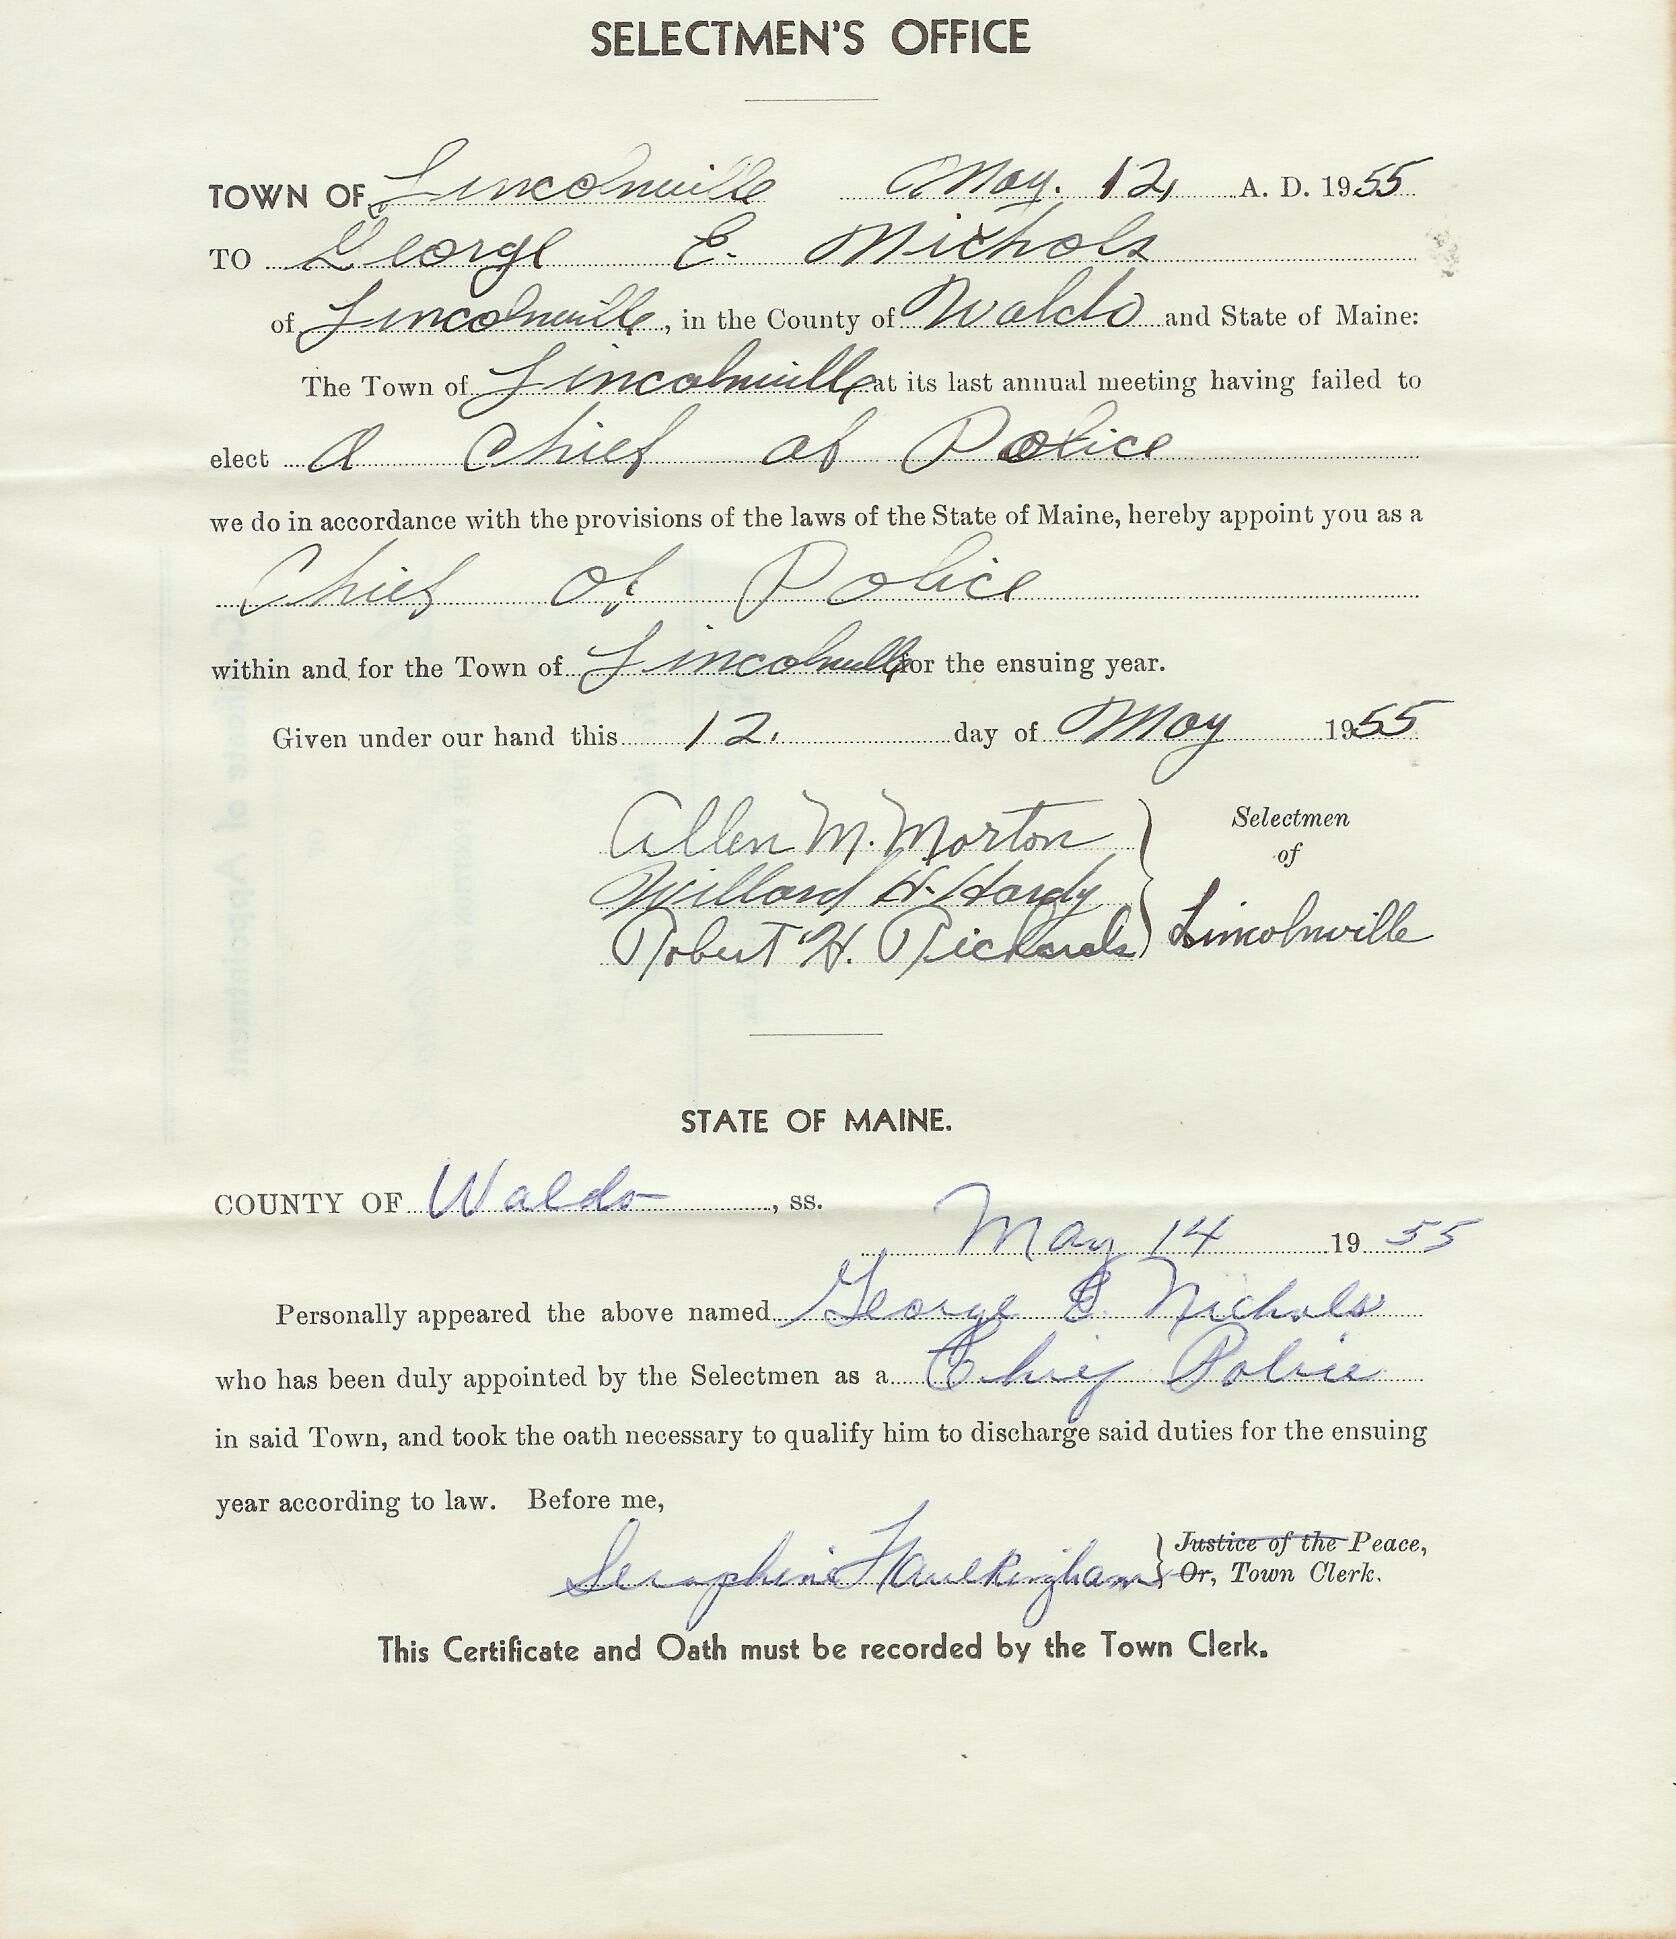 SELECTMEN'S OFFICE
TOWN OF Lincolnville May. 12, A. D. 1955
TO George E. Nichols
of Lincolnville, in the County of Waldo and State of Maine:
The Town of Lincolnville at its last annual meeting having failed to
elect A Chief of Police
we do in accordance with the provisions of the laws of the State of Maine, hereby appoint you as a
Chief of Police
within and for the Town of Lincolnville for the ensuing year.
Given under our hand this 12. day of May 1955
Allen M. Morton
Willard H. Hardy
Robert H. Richards
Selectmen
of
Lincolnville
STATE OF MAINE.
COUNTY OF Waldo, ss.
May 14 1955
Personally appeared the above named George E. Nichols
who has been duly appointed by the Selectmen as a Chief Police
in said Town, and took the oath necessary to qualify him to discharge said duties for the ensuing
year according to law. Before me,
Seraphine Faulkingham
Justice of the Peace,
Or, Town Clerk.
This Certificate and Oath must be recorded by the Town Clerk.